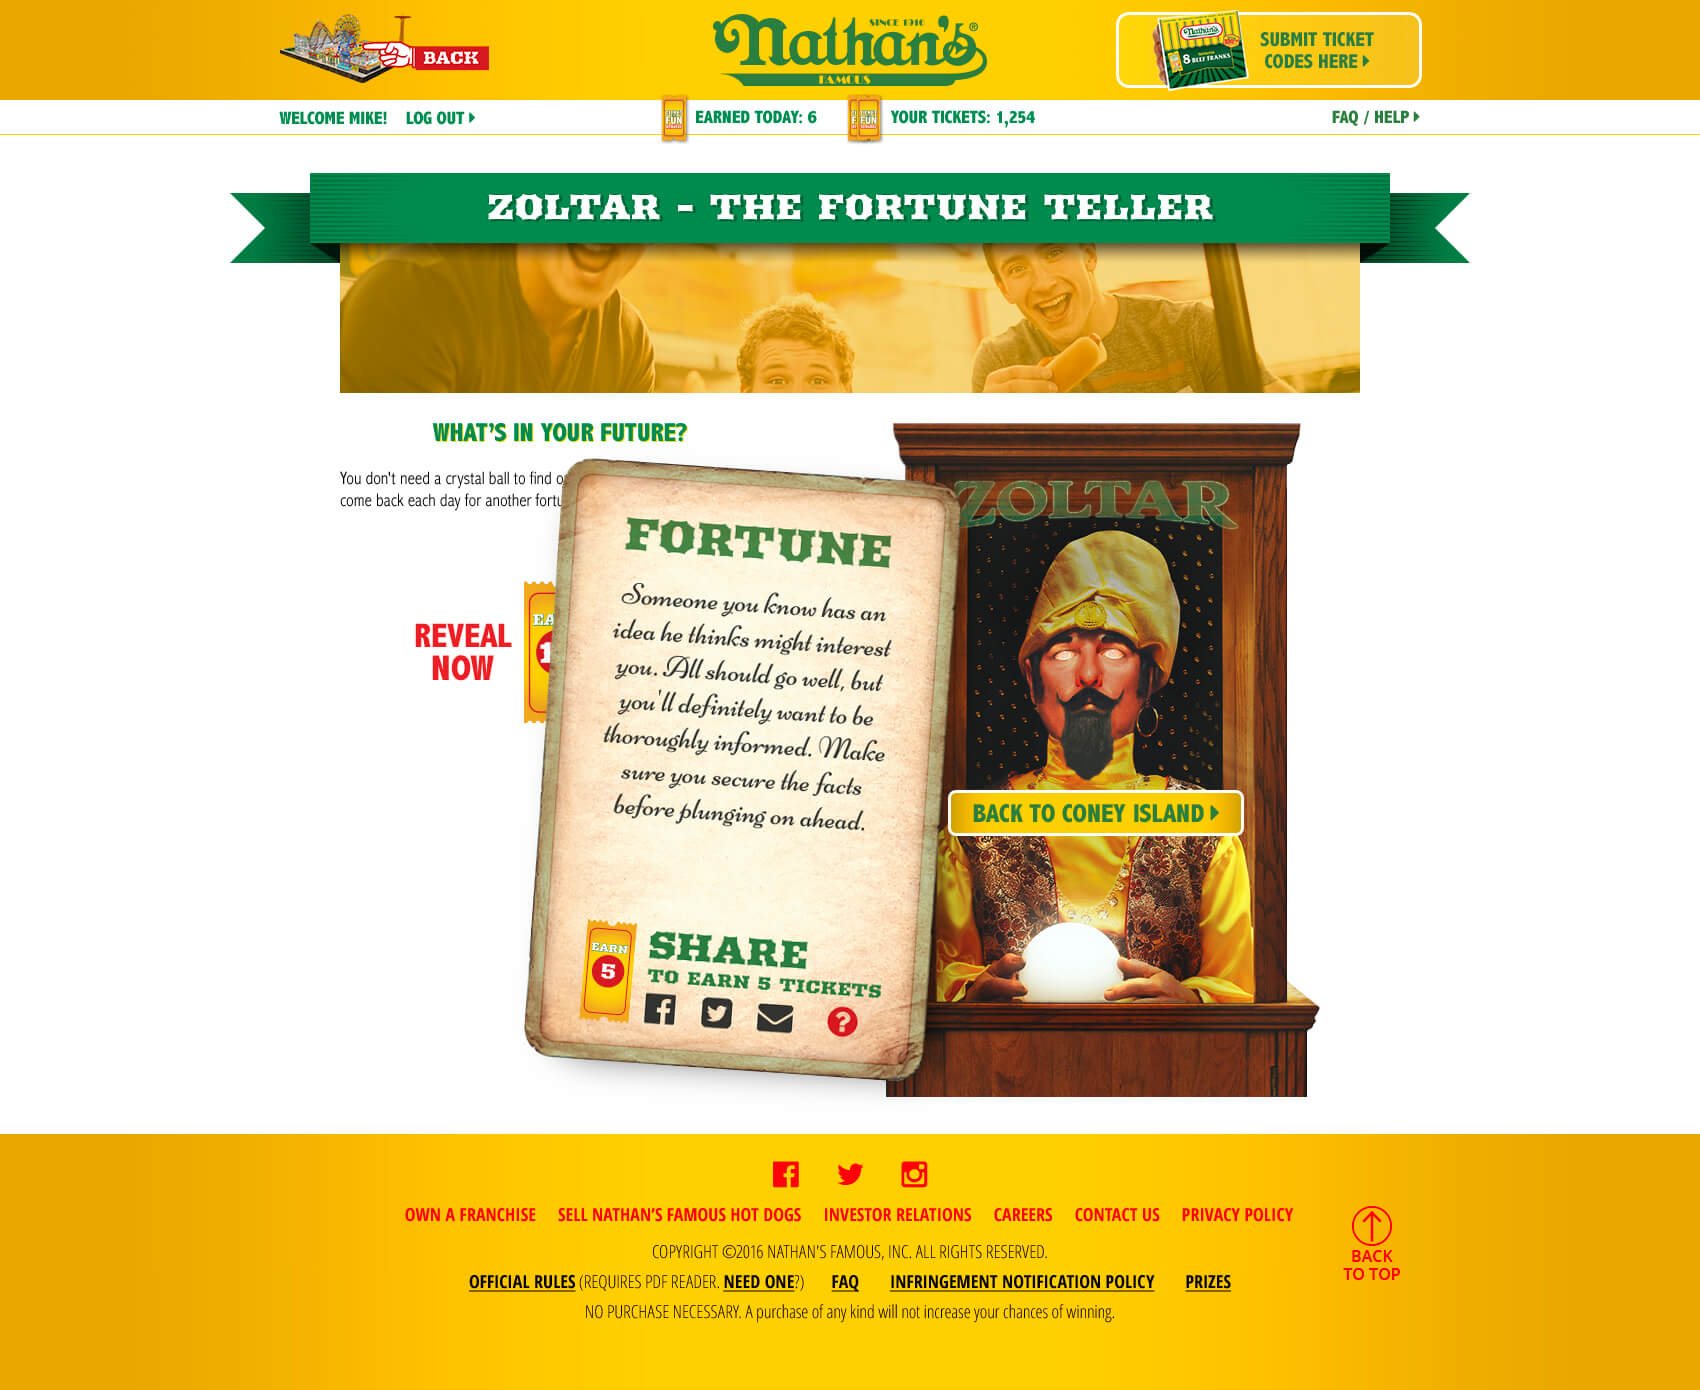 BACK
SINCE 1916
Nathan's®
FAMOUS
Nathan's
8 BEEF FRANKS
SUBMIT TICKET
CODES HERE
WELCOME MIKE!
LOG OUT
FUN
EARNED TODAY: 6
FUN
YOUR TICKETS: 1,254
FAQ / HELP
ZOLTAR - THE FORTUNE TELLER
WHAT'S IN YOUR FUTURE?
You don't need a crystal ball to find
come back each day for another
REVEAL
NOW
ZOLTAR
FORTUNE
Someone you know has an
idea he thinks might interest
you. All should go well, but
you'll definitely want to be
thoroughly informed. Make
sure you secure the facts
before plunging on ahead.
BACK TO CONEY ISLAND
EARN
5
SHARE
TO EARN 5 TICKETS
?
OWN A FRANCHISE SELL NATHAN'S FAMOUS HOT DOGS INVESTOR RELATIONS CAREERS CONTACT US PRIVACY POLICY
COPYRIGHT ©2016 NATHAN'S FAMOUS, INC. ALL RIGHTS RESERVED.
OFFICIAL RULES (REQUIRES PDF READER. NEED ONE?) FAQ INFRINGEMENT NOTIFICATION POLICY PRIZES
NO PURCHASE NECESSARY. A purchase of any kind will not increase your chances of winning.
BACK
TO TOP